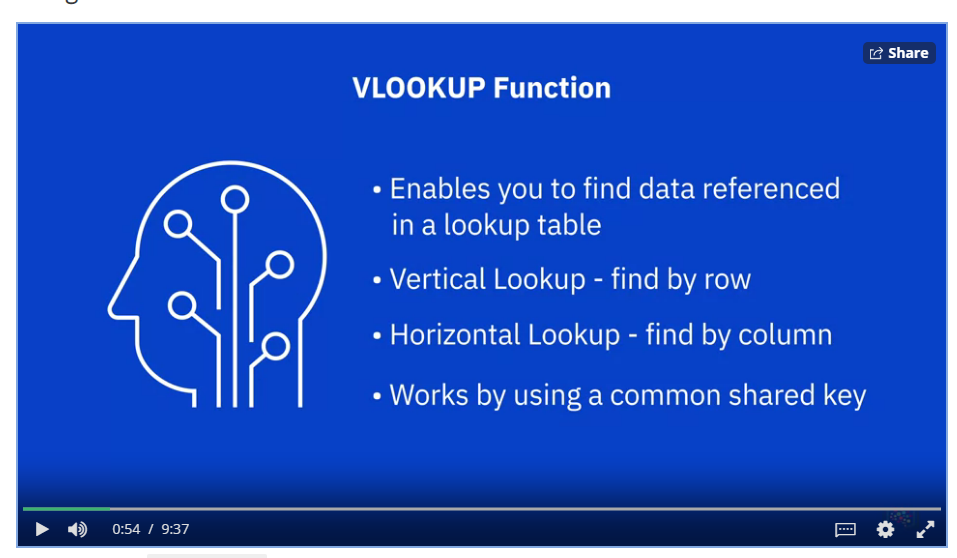 Share
VLOOKUP Function
• Enables you to find data referenced
in a lookup table
• Vertical Lookup - find by row
• Horizontal Lookup - find by column
• Works by using a common shared key
0:54 / 9:37